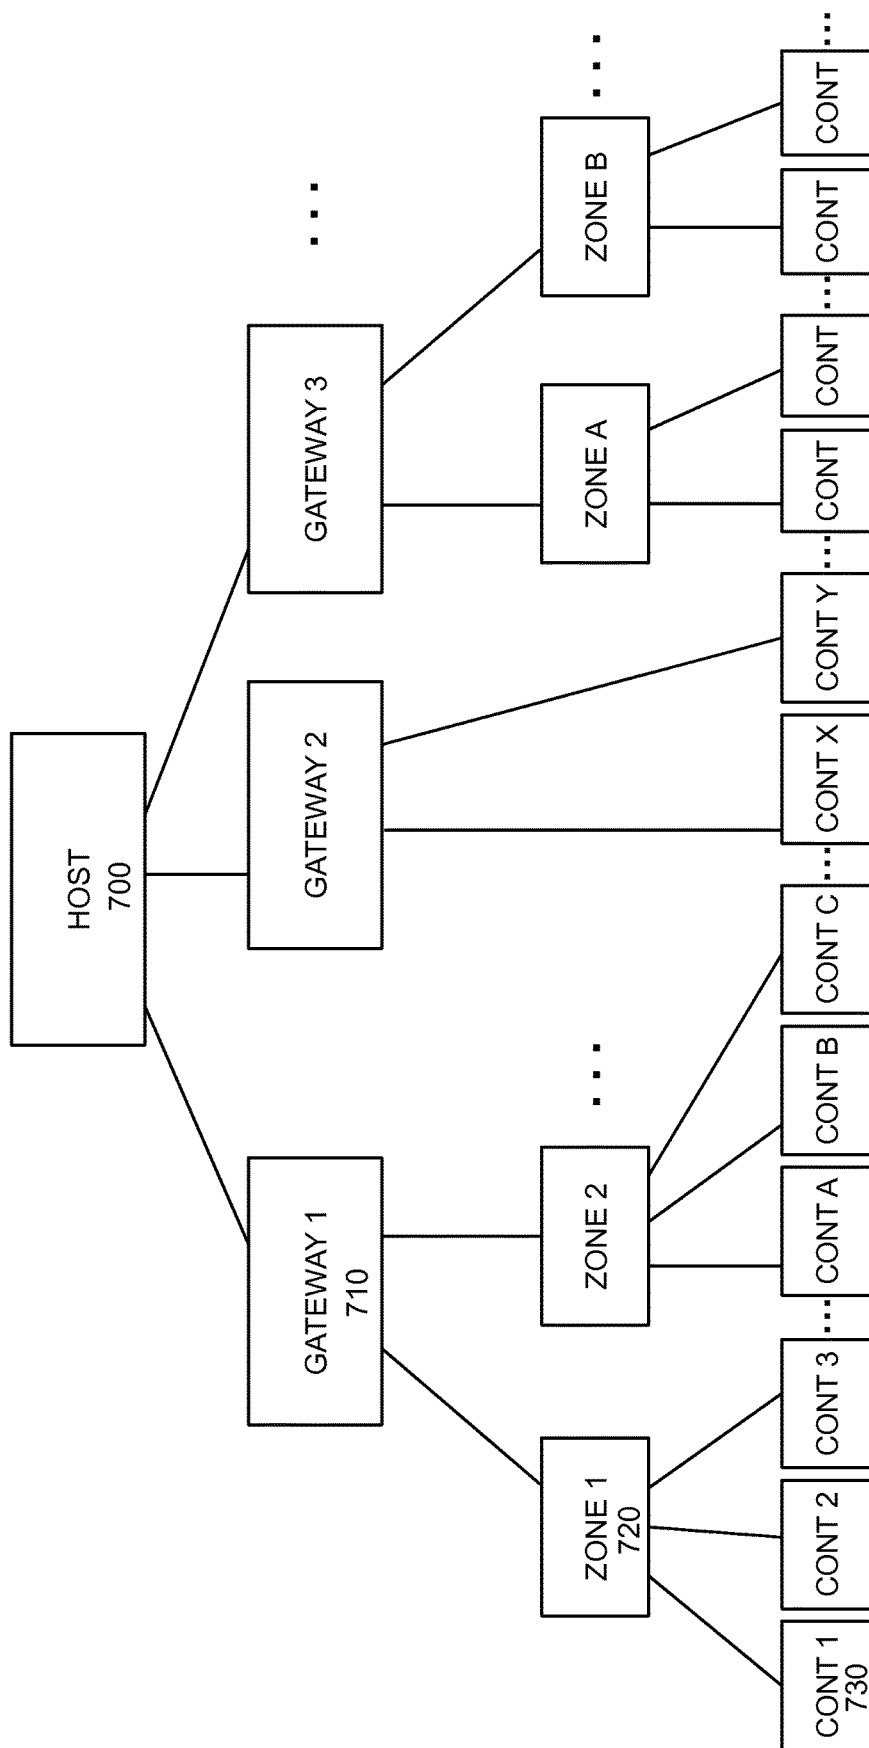 HOST
700
GATEWAY 1
710
GATEWAY 2
GATEWAY 3
...
ZONE 1
720
ZONE 2
...
ZONE A
ZONE B
...
CONT 1
730
CONT 2
CONT 3
...
CONT A
CONT B
CONT C
...
CONT X
CONT Y
...
CONT
CONT
...
CONT
CONT
...